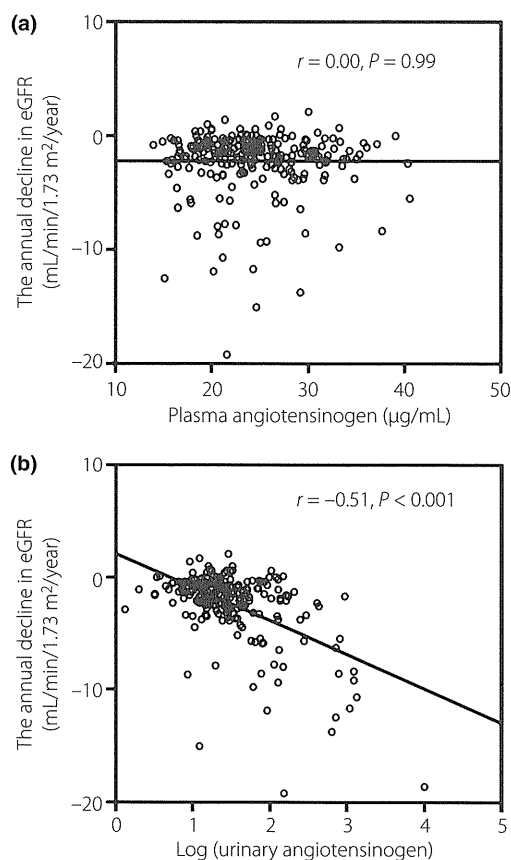 (a)
r = 0.00, P = 0.99
The annual decline in eGFR
(mL/min/1.73 m²/year)
10
0
−10
−20
10 20 30 40 50
Plasma angiotensinogen (µg/mL)
(b)
r = −0.51, P < 0.001
The annual decline in eGFR
(mL/min/1.73 m²/year)
10
0
−10
−20
0 1 2 3 4 5
Log (urinary angiotensinogen)